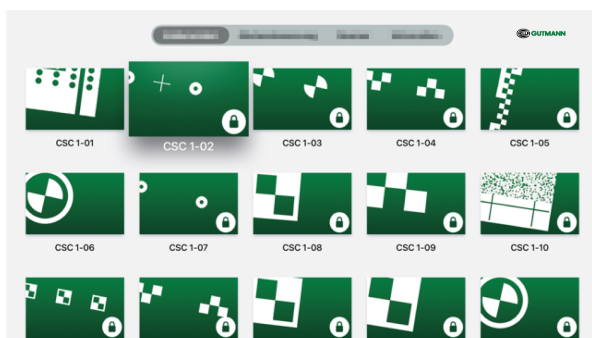 GUTMANN
CSC 1-01
CSC 1-02
CSC 1-03
CSC 1-04
CSC 1-05
CSC 1-06
CSC 1-07
CSC 1-08
CSC 1-09
CSC 1-10